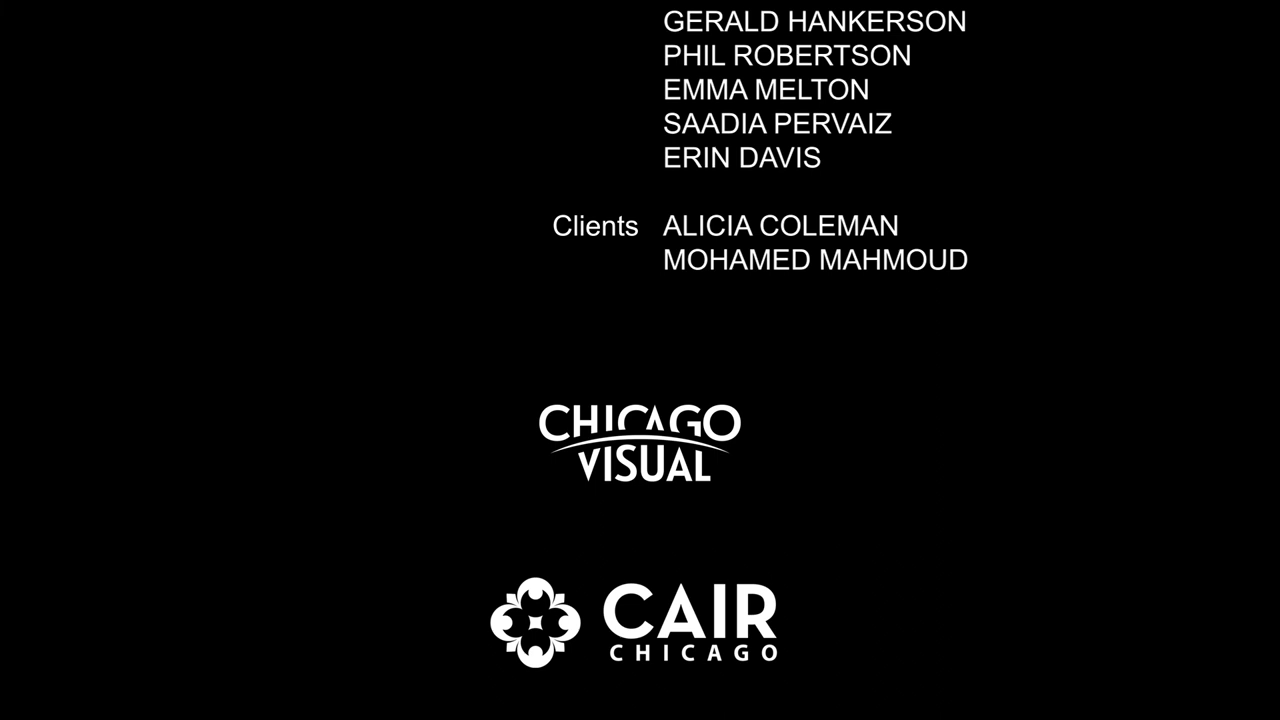 GERALD HANKERSON
PHIL ROBERTSON
EMMA MELTON
SAADIA PERVAIZ
ERIN DAVIS
Clients ALICIA COLEMAN
MOHAMED MAHMOUD
CHICAGO
VISUAL
CAIR
CHICAGO